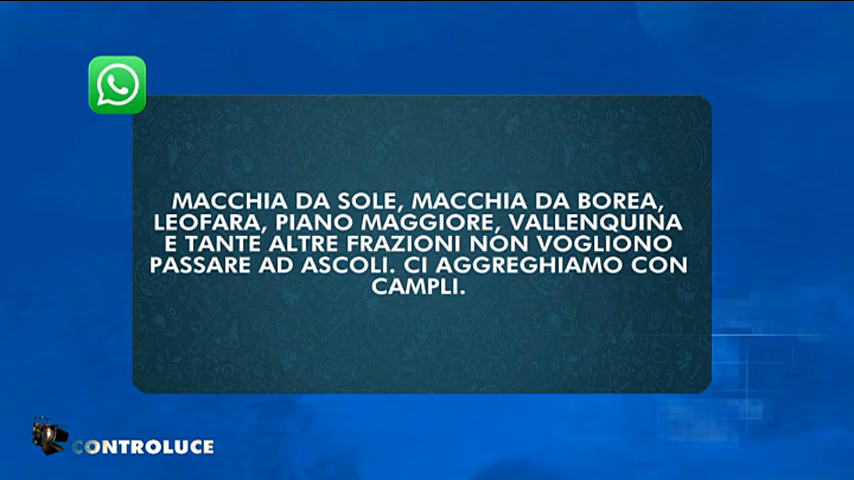 MACCHIA DA SOLE, MACCHIA DA BOREA,
LEOFARA, PIANO MAGGIORE, VALLENQUINA
E TANTE ALTRE FRAZIONI NON VOGLIONO
PASSARE AD ASCOLI. CI AGGREGHIAMO CON
CAMPLI.
CONTROLUCE